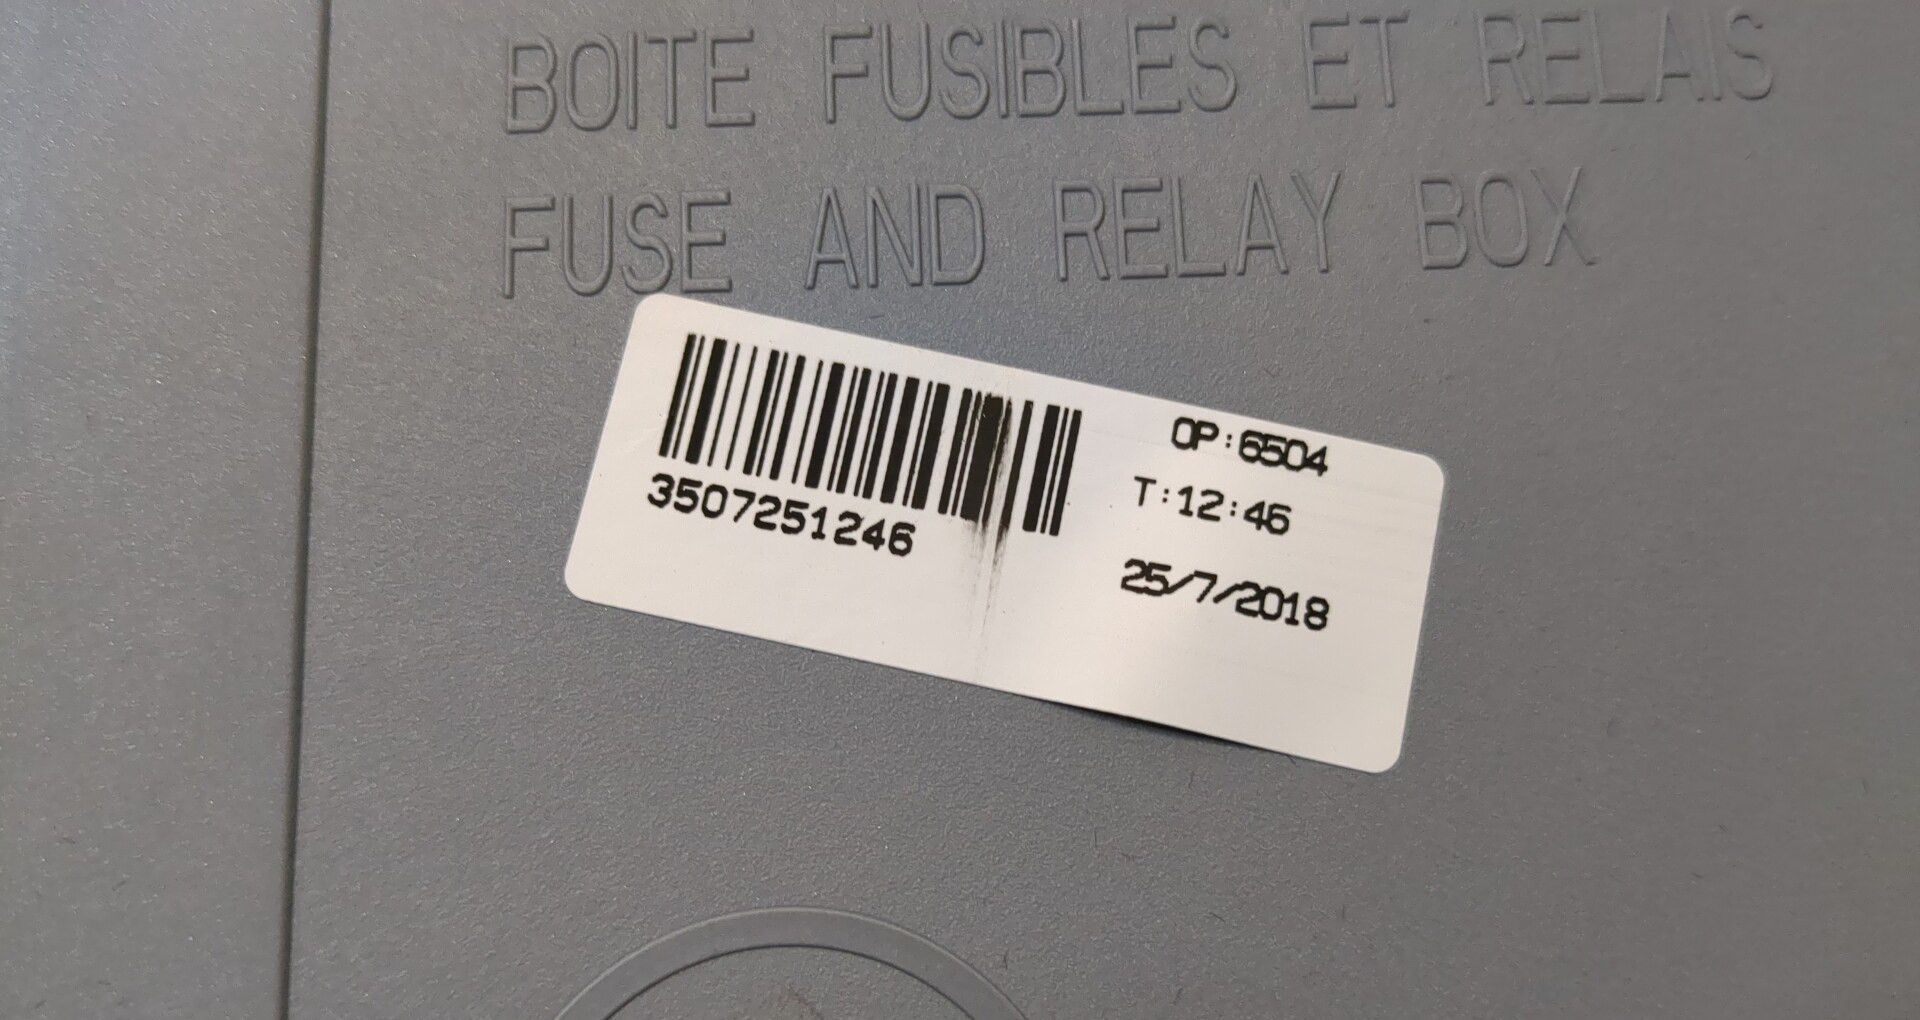 BOITE FUSIBLES ET RELAIS
FUSE AND RELAY BOX
3507251246
OP:6504
T:12:46
25/7/2018